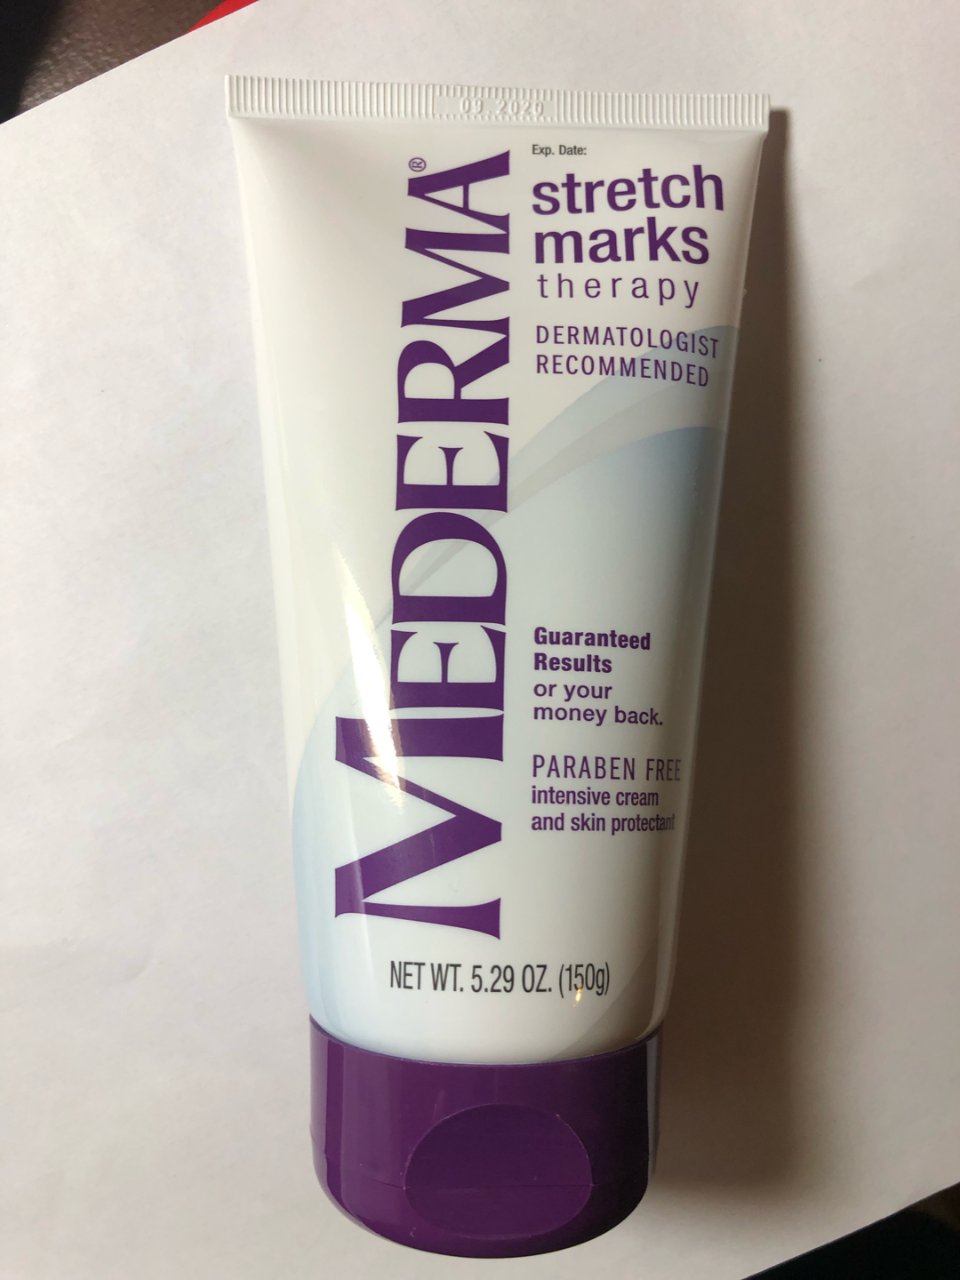 09.2020
Exp. Date:
MEDERMA®
stretch
marks
therapy
DERMATOLOGIST
RECOMMENDED
Guaranteed
Results
or your
money back.
PARABEN FREE
intensive cream
and skin protectant
NET WT. 5.29 OZ. (150g)